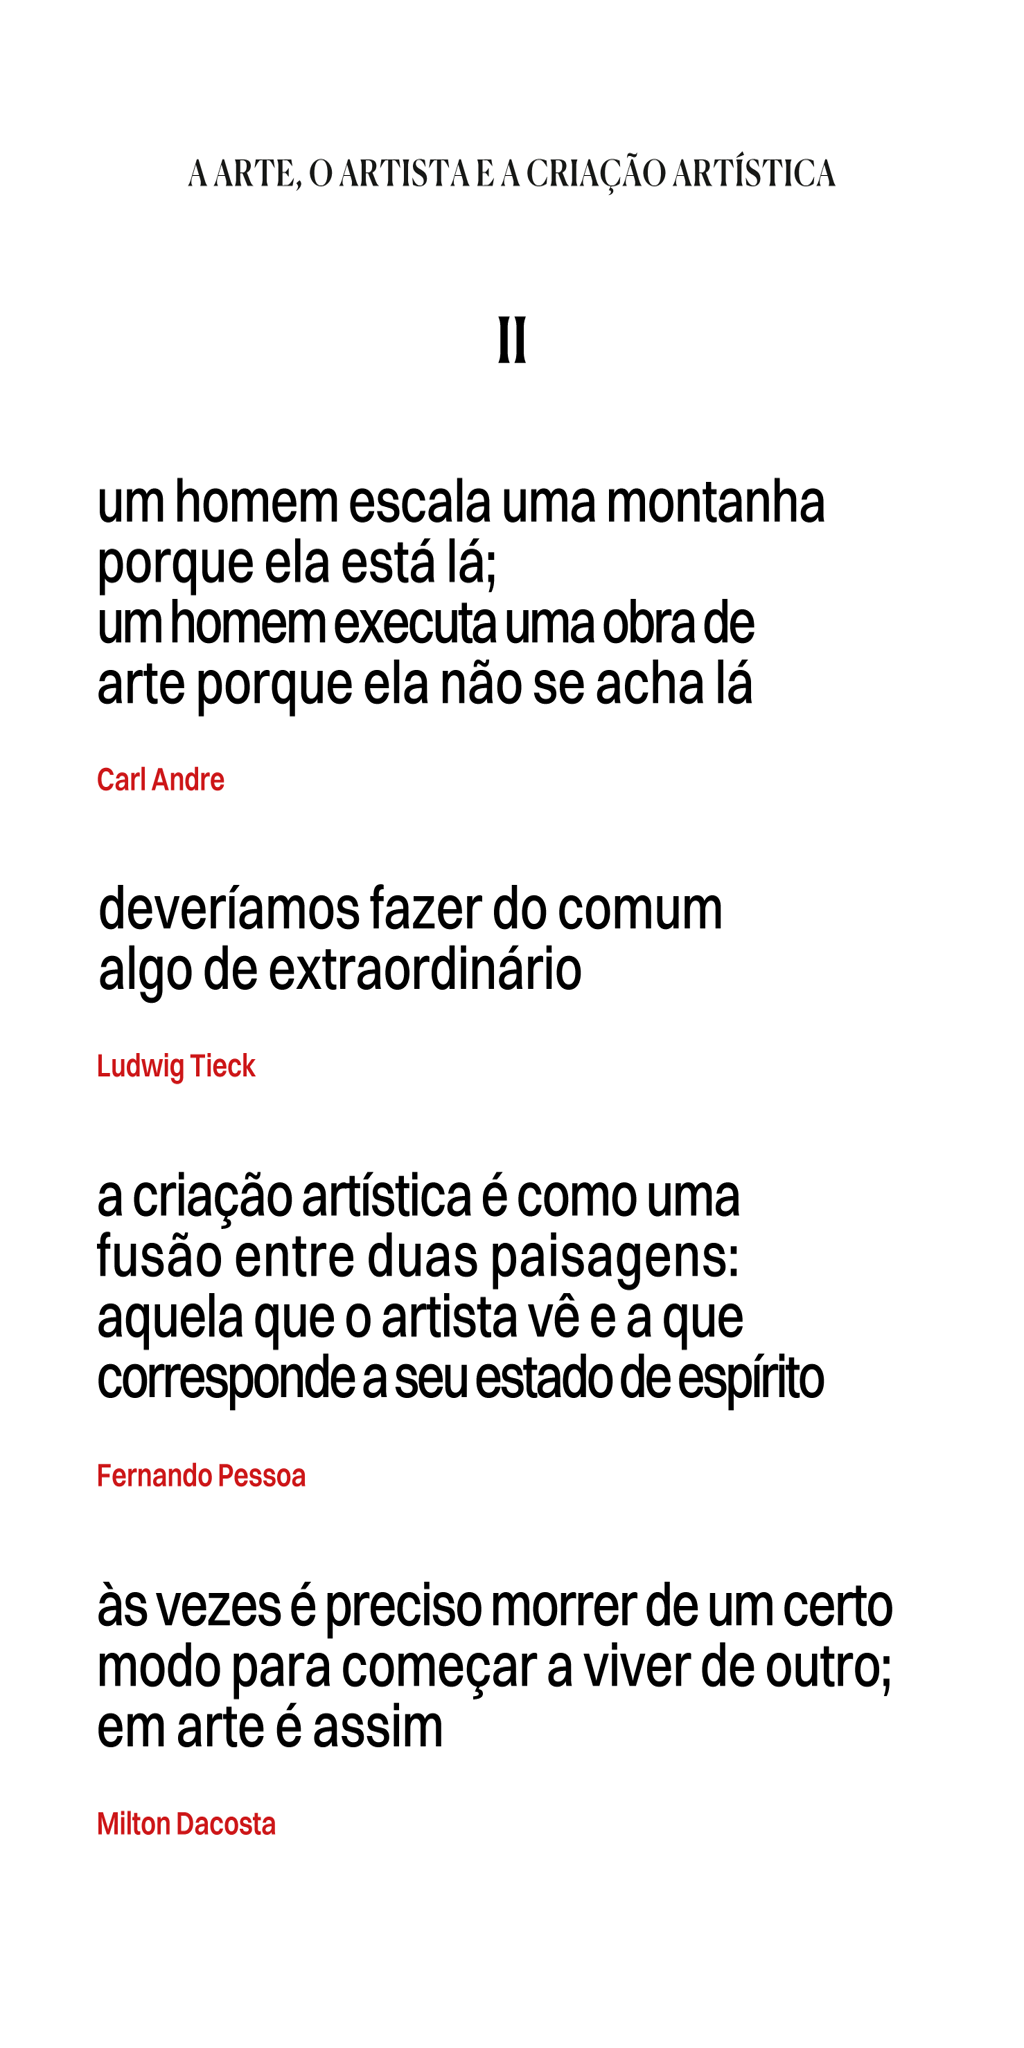 A ARTE, O ARTISTA E A CRIAÇÃO ARTÍSTICA
II
um homem escala uma montanha
porque ela está lá;
um homem executa uma obra de
arte porque ela não se acha lá
Carl Andre
deveríamos fazer do comum
algo de extraordinário
Ludwig Tieck
a criação artística é como uma
fusão entre duas paisagens:
aquela que o artista vê e a que
corresponde a seu estado de espírito
Fernando Pessoa
às vezes é preciso morrer de um certo
modo para começar a viver de outro;
em arte é assim
Milton Dacosta